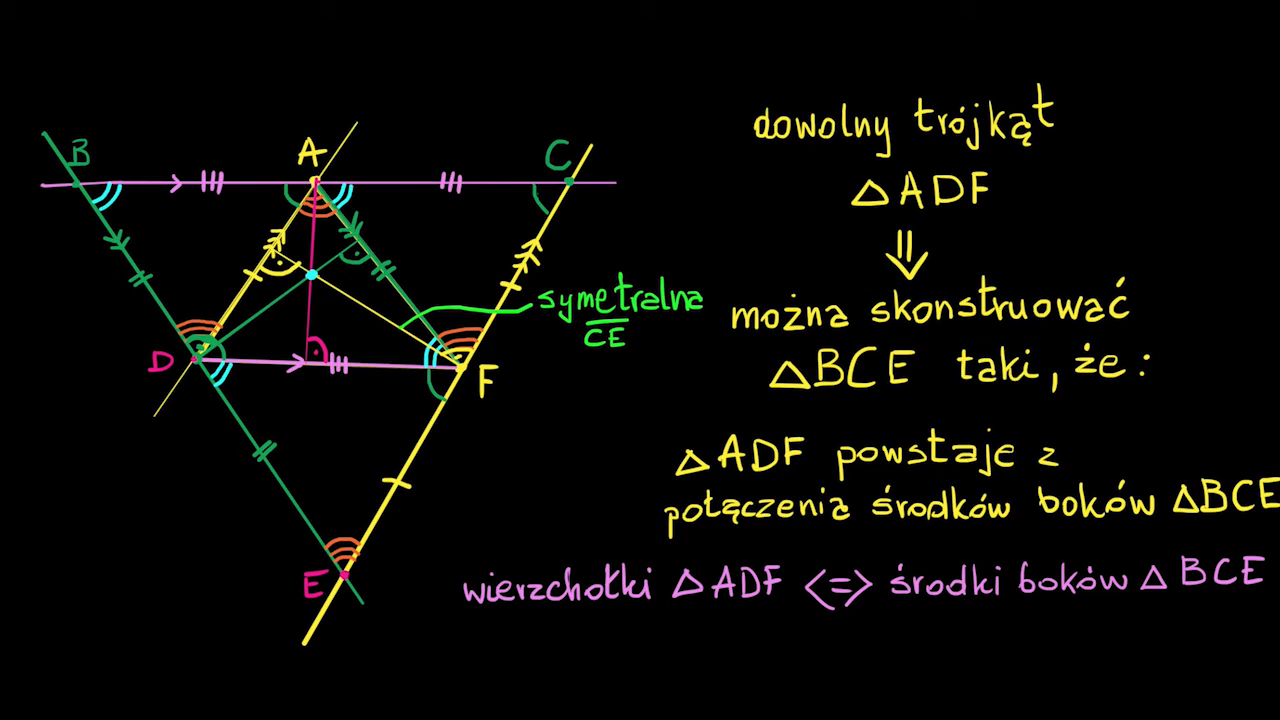 B
A
C
D
F
E
symetralna
CE
dowolny trójkąt
△ADF
⇓
można skonstruować
△BCE taki, że:
△ADF powstaje z
połączenia środków boków △BCE
wierzchołki △ADF <=> środki boków △BCE